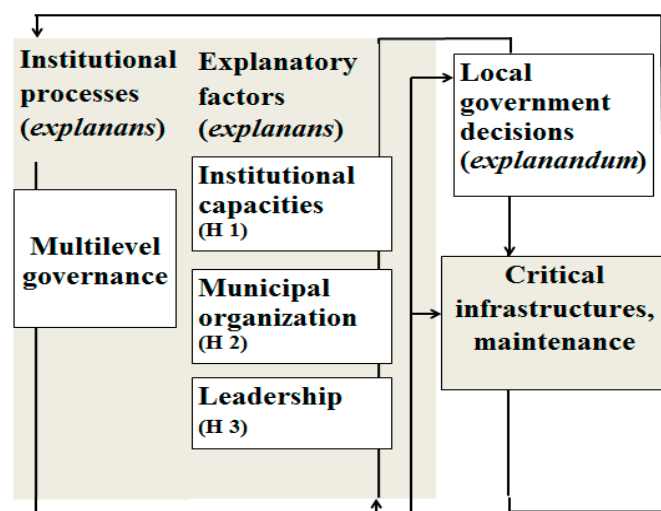 Institutional
processes
(explanans)
Multilevel
governance
Explanatory
factors
(explanans)
Institutional
capacities
(H 1)
Municipal
organization
(H 2)
Leadership
(H 3)
Local
government
decisions
(explanandum)
Critical
infrastructures,
maintenance